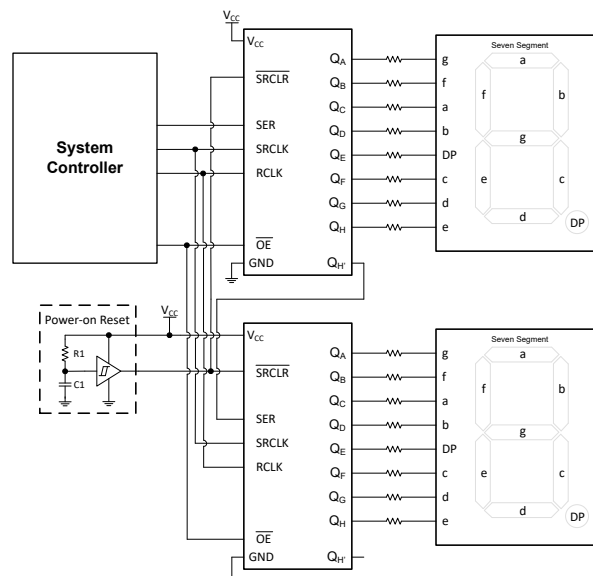 VCC
VCC
SRCLR
SER
SRCLK
RCLK
OE
GND
QA
QB
QC
QD
QE
QF
QG
QH
QH'
System
Controller
Seven Segment
g
f
a
b
DP
c
d
e
a
f
b
g
e
c
d
DP
Power-on Reset
R1
C1
VCC
VCC
SRCLR
SER
SRCLK
RCLK
OE
GND
QA
QB
QC
QD
QE
QF
QG
QH
QH'
Seven Segment
g
f
a
b
DP
c
d
e
a
f
b
g
e
c
d
DP